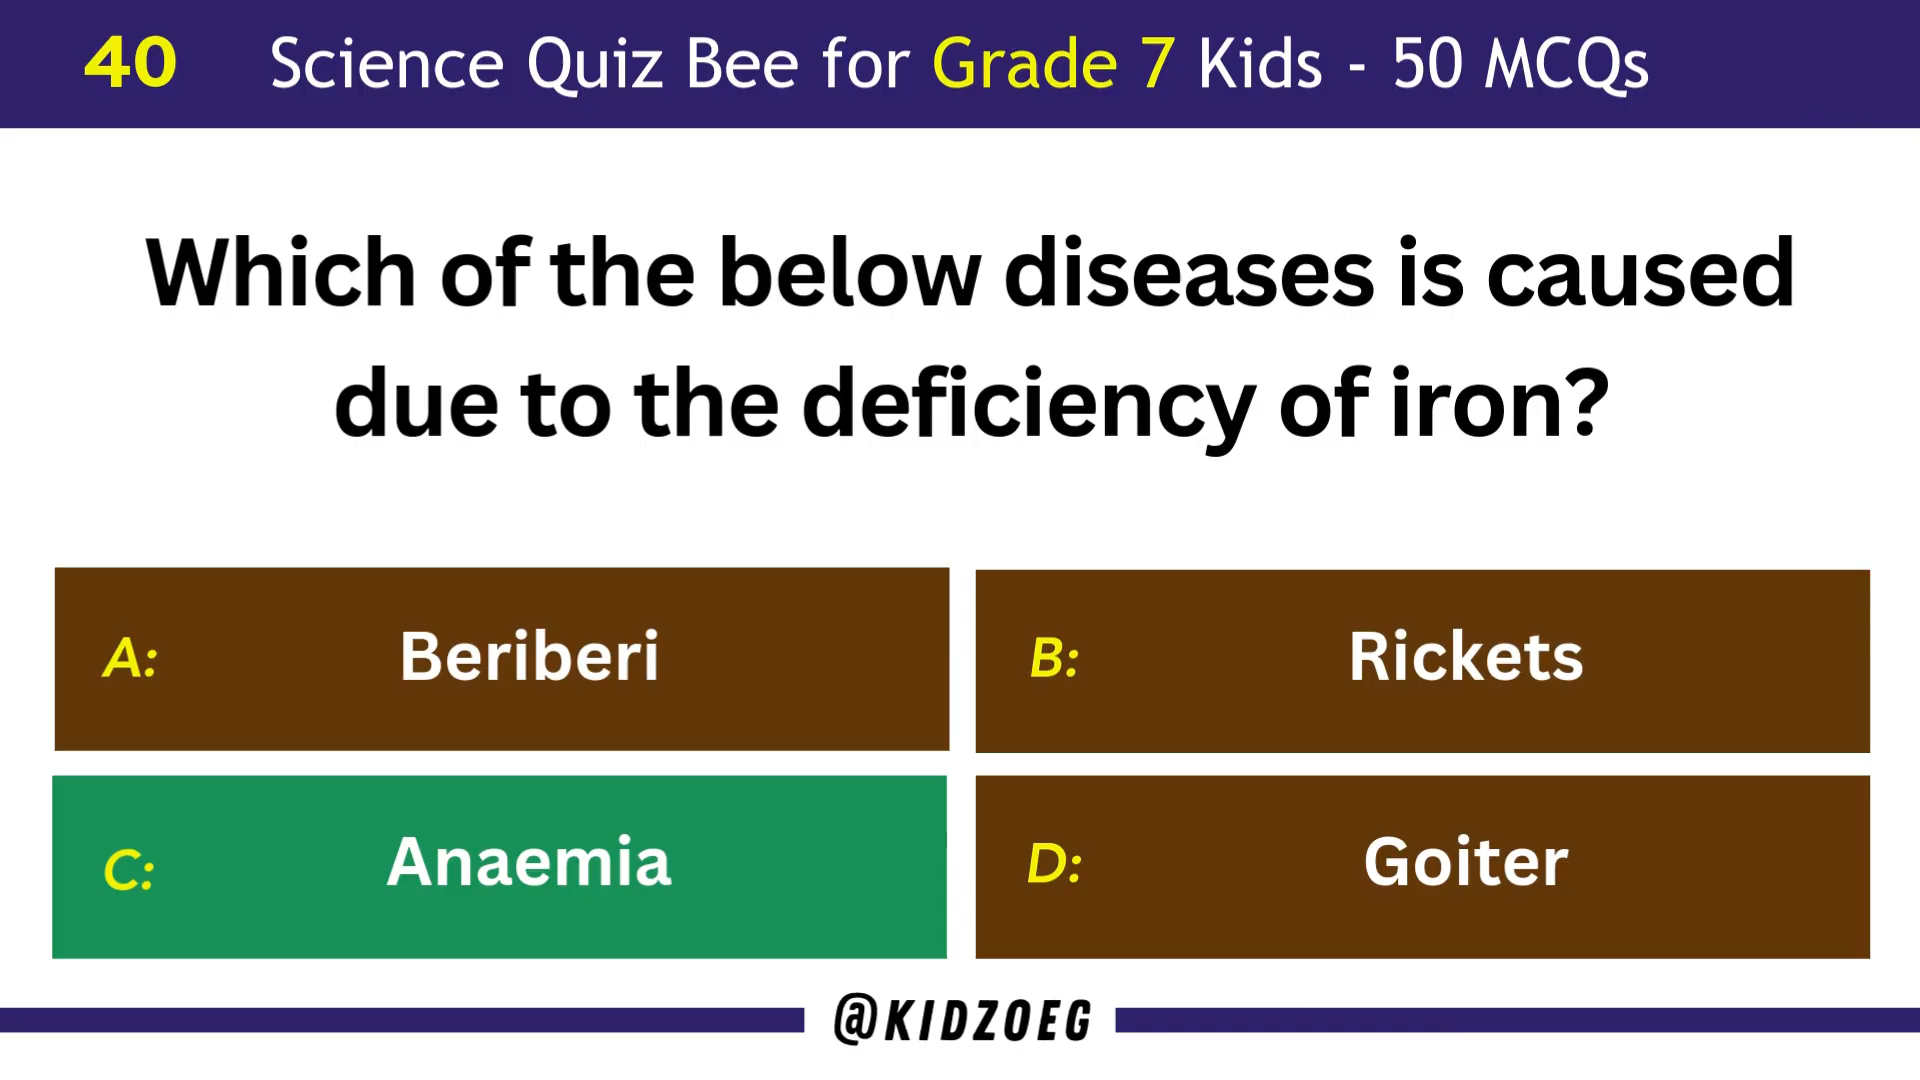 40 Science Quiz Bee for Grade 7 Kids - 50 MCQs
Which of the below diseases is caused
due to the deficiency of iron?
A: Beriberi
B: Rickets
C: Anaemia
D: Goiter
@KIDZOEG